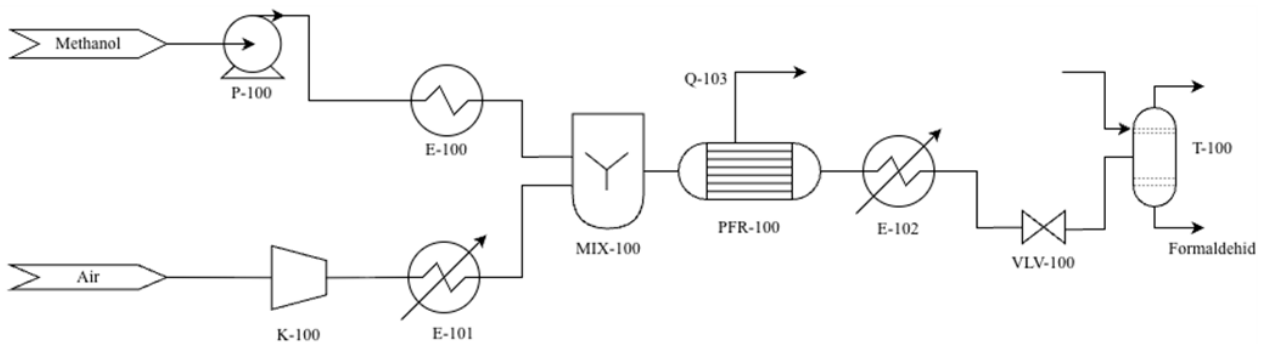 Methanol
P-100
E-100
Q-103
T-100
MIX-100
PFR-100
E-102
Formaldehid
VLV-100
Air
K-100
E-101